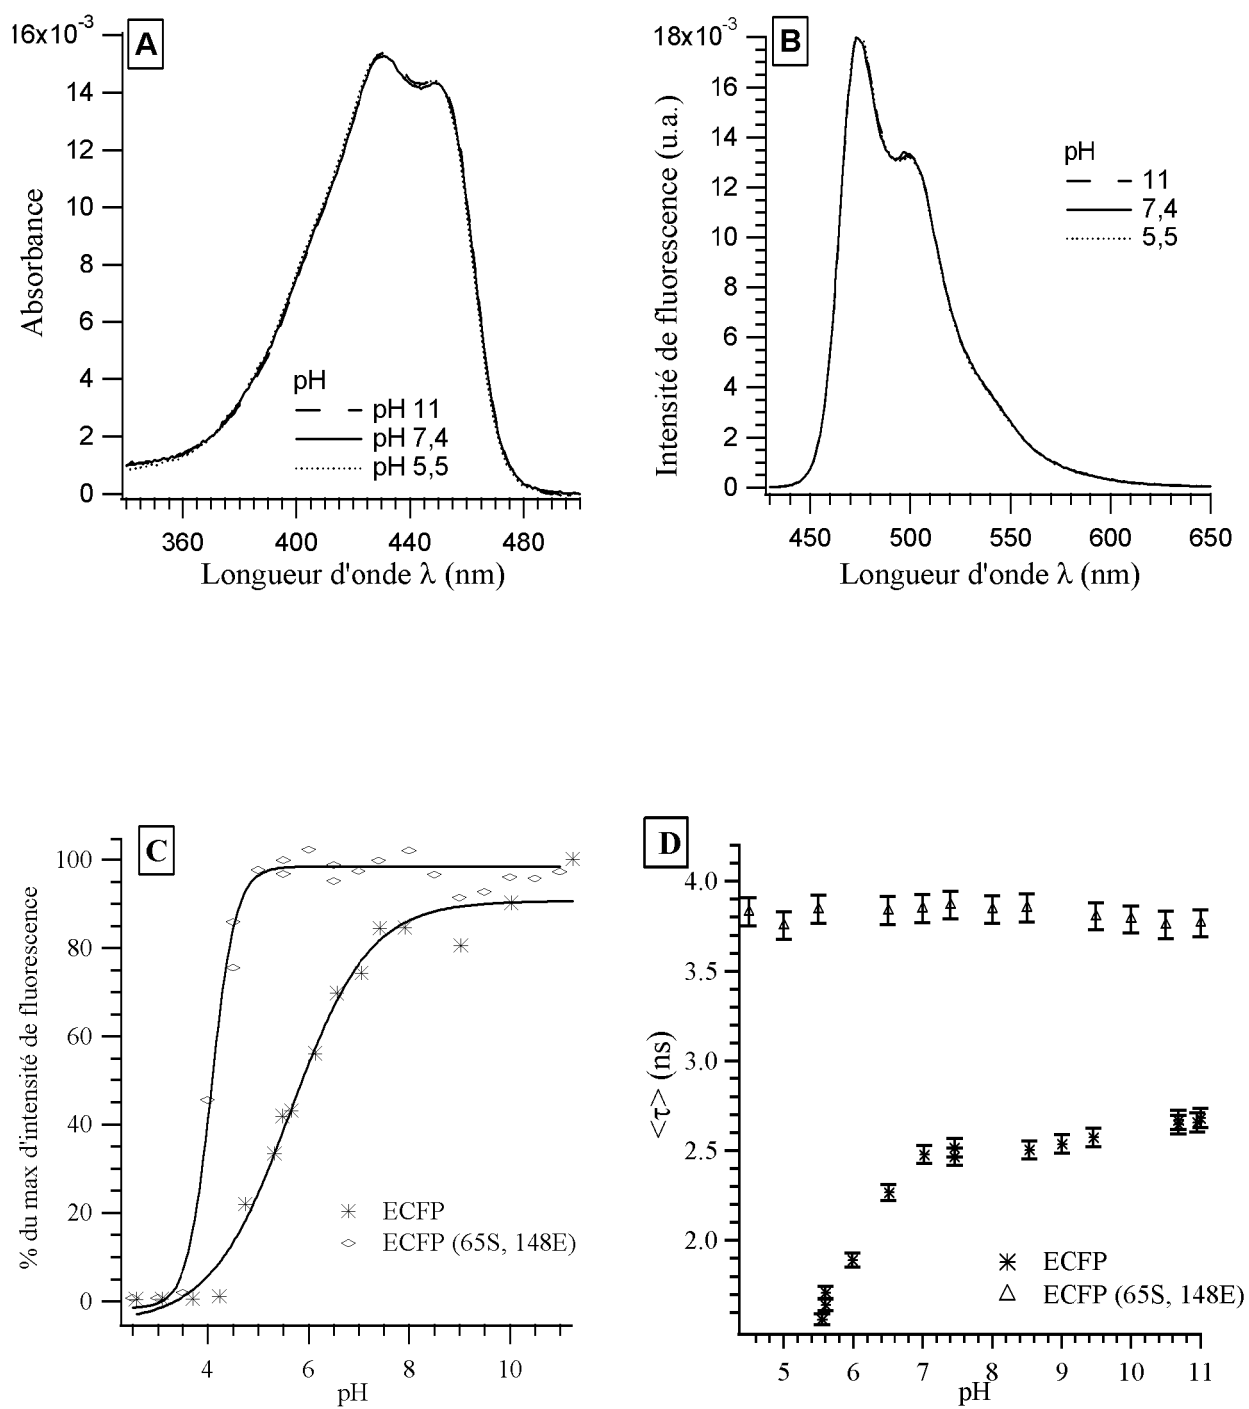 A
16x10-3
14
12
10
8
6
4
2
0
Absorbance
pH
pH 11
pH 7,4
pH 5,5
360 400 440 480
Longueur d'onde λ (nm)
B
18x10-3
16
14
12
10
8
6
4
2
0
Intensité de fluorescence (u.a.)
pH
11
7,4
5,5
450 500 550 600 650
Longueur d'onde λ (nm)
C
100
80
60
40
20
0
% du max d'intensité de fluorescence
ECFP
ECFP (65S, 148E)
4 6 8 10
pH
D
4.0
3.5
3.0
2.5
2.0
<τ> (ns)
ECFP
ECFP (65S, 148E)
5 6 7 8 9 10 11
pH